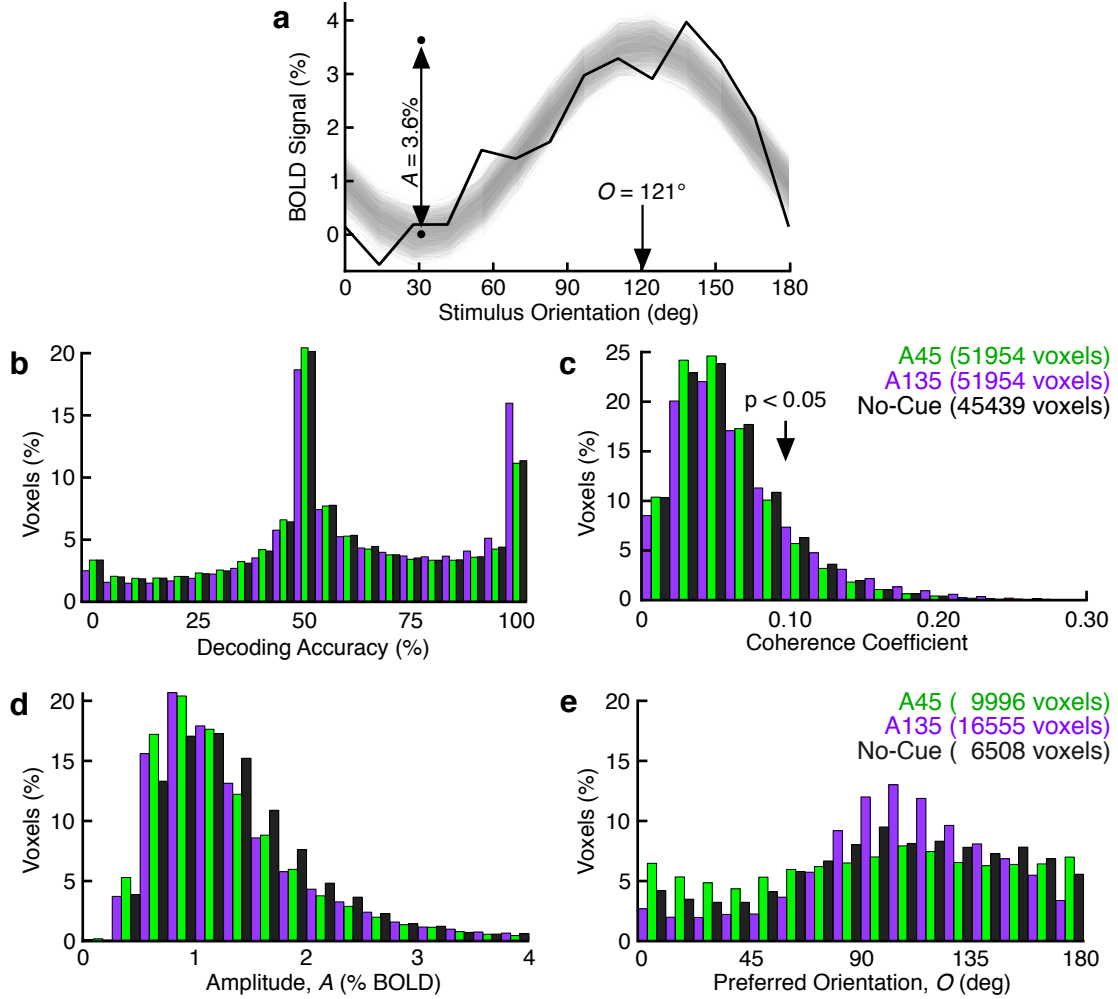 a
4
3
2
1
0
BOLD Signal (%)
A = 3.6%
O = 121°
0 30 60 90 120 150 180
Stimulus Orientation (deg)
b
20
15
10
5
0
Voxels (%)
0 25 50 75 100
Decoding Accuracy (%)
c
25
20
15
10
5
0
Voxels (%)
A45 (51954 voxels)
A135 (51954 voxels)
No-Cue (45439 voxels)
p < 0.05
0 0.10 0.20 0.30
Coherence Coefficient
d
20
15
10
5
0
Voxels (%)
0 1 2 3 4
Amplitude, A (% BOLD)
e
20
15
10
5
0
Voxels (%)
A45 ( 9996 voxels)
A135 (16555 voxels)
No-Cue ( 6508 voxels)
0 45 90 135 180
Preferred Orientation, O (deg)